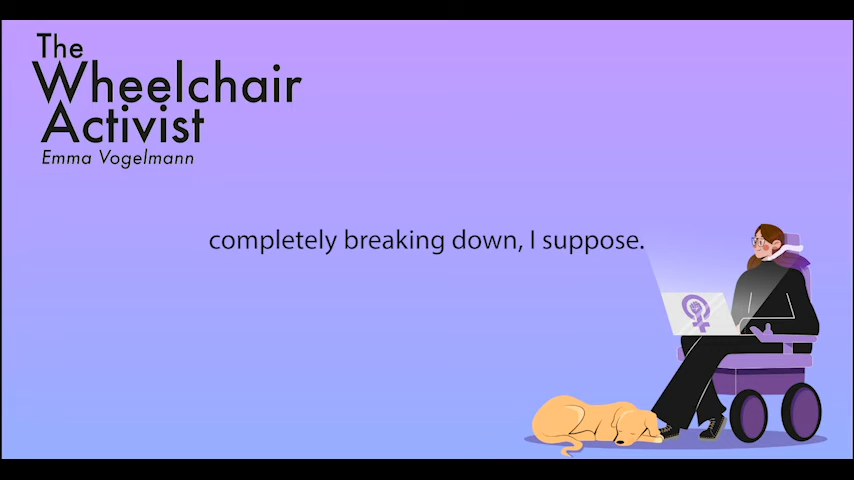 The
Wheelchair
Activist
Emma Vogelmann
completely breaking down, I suppose.